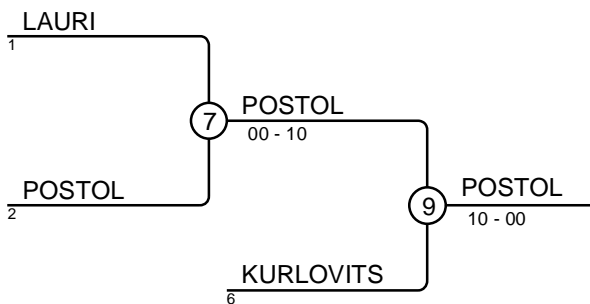 LAURI
1
7
POSTOL
00 - 10
POSTOL
2
9
POSTOL
10 - 00
KURLOVITS
6